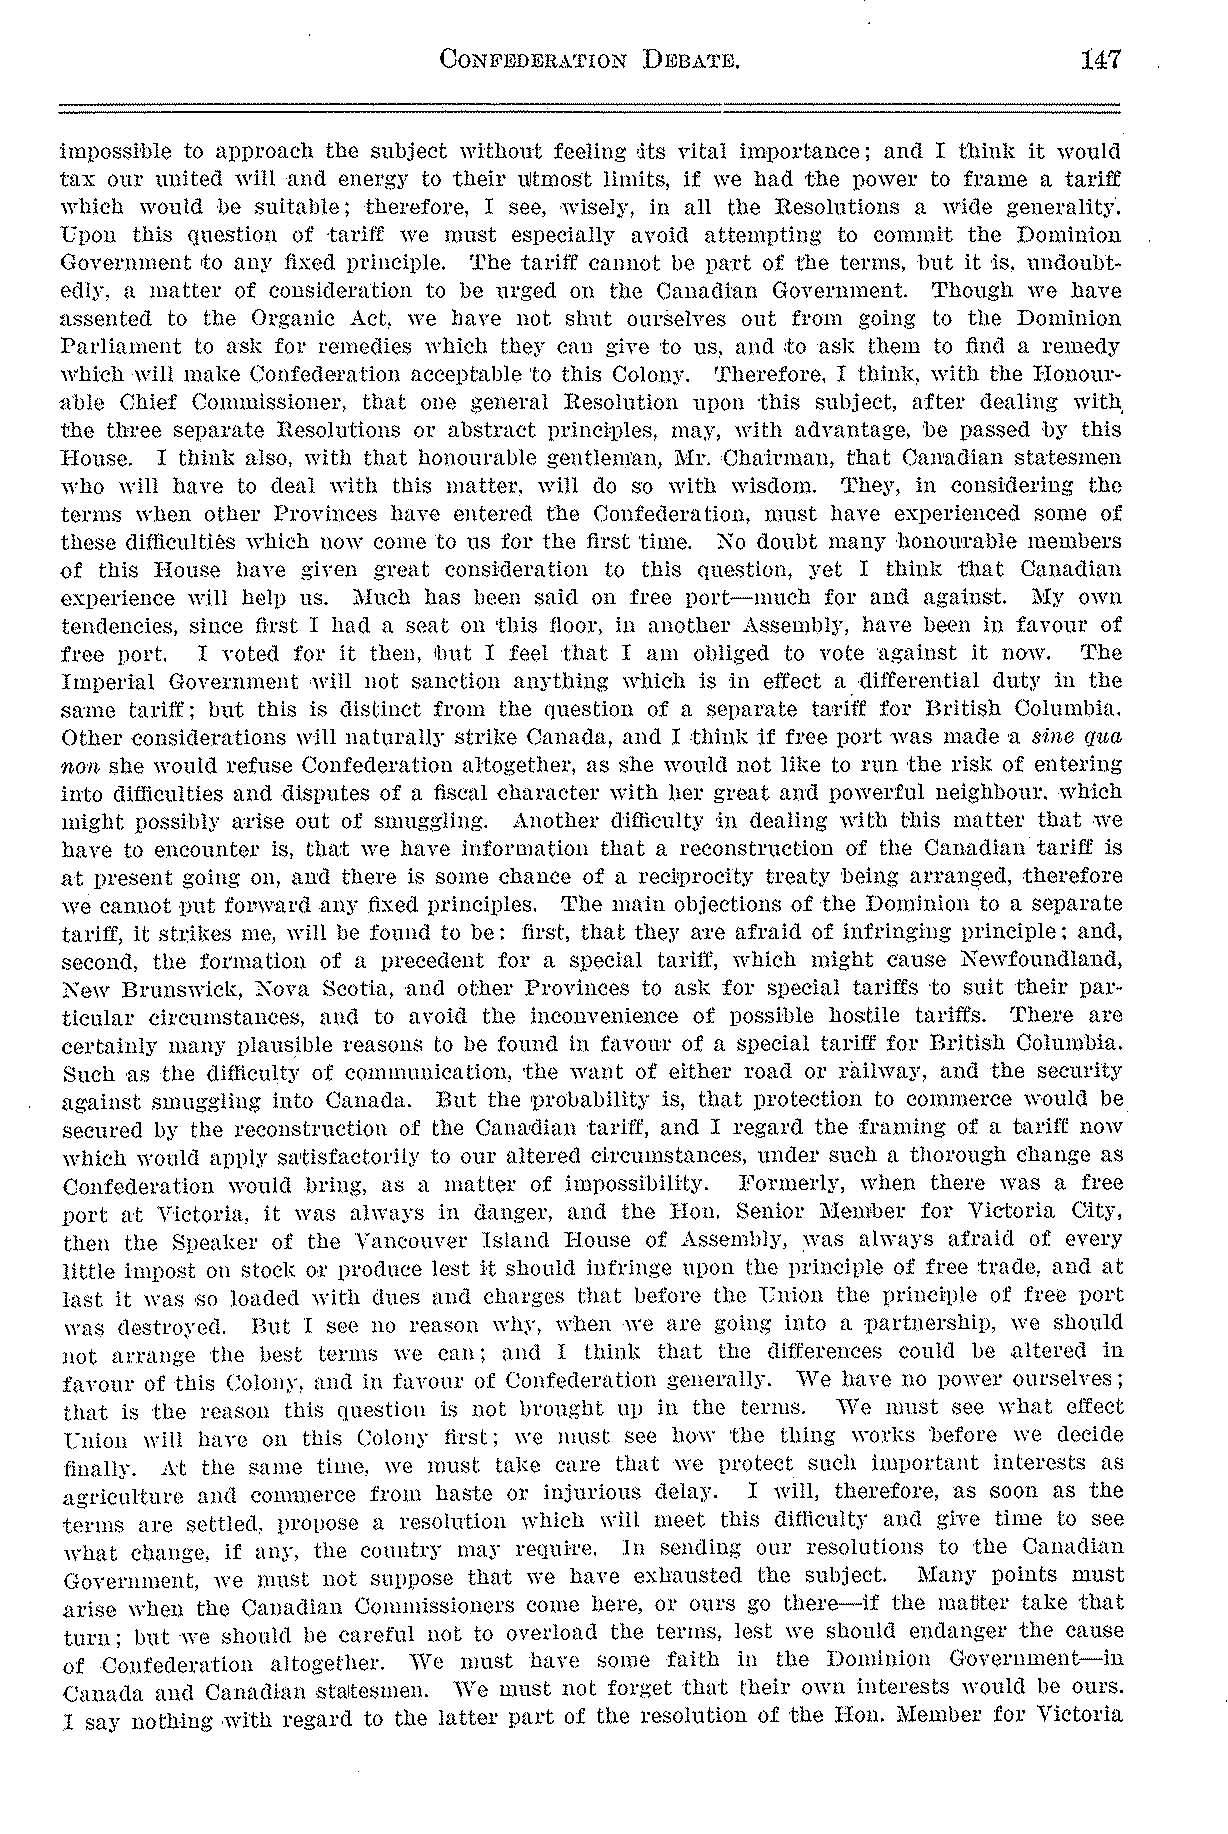 CONFEDERATION DEBATE. 147
impossible to approach the subject without feeling its vital importance; and I think it would
tax our united will and energy to their utmost limits, if we had the power to frame a tariff
which would be suitable; therefore, I see, wisely, in all the Resolutions a wide generality.
Upon this question of tariff we must especially avoid attempting to commit the Dominion
Government to any fixed principle. The tariff cannot be part of the terms, but it is, undoubt-
edly, a matter of consideration to be urged on the Canadian Government. Though we have
assented to the Organic Act, we have not shut ourselves out from going to the Dominion
Parliament to ask for remedies which they can give to us, and to ask them to find a remedy
which will make Confederation acceptable to this Colony. Therefore, I think, with the Honour-
able Chief Commissioner, that one general Resolution upon this subject, after dealing with
the three separate Resolutions or abstract principles, may, with advantage, be passed by this
House. I think also, with that honourable gentleman, Mr. Chairman, that Canadian statesmen
who will have to deal with this matter, will do so with wisdom. They, in considering the
terms when other Provinces have entered the Confederation, must have experienced some of
these difficulties which now come to us for the first time. No doubt many honourable members
of this House have given great consideration to this question, yet I think that Canadian
experience will help us. Much has been said on free port—much for and against. My own
tendencies, since first I had a seat on this floor, in another Assembly, have been in favour of
free port. I voted for it then, but I feel that I am obliged to vote against it now. The
Imperial Government will not sanction anything which is in effect a differential duty in the
same tariff; but this is distinct from the question of a separate tariff for British Columbia.
Other considerations will naturally strike Canada, and I think if free port was made a sine qua
non she would refuse Confederation altogether, as she would not like to run the risk of entering
into difficulties and disputes of a fiscal character with her great and powerful neighbour, which
might possibly arise out of smuggling. Another difficulty in dealing with this matter that we
have to encounter is, that we have information that a reconstruction of the Canadian tariff is
at present going on, and there is some chance of a reciprocity treaty being arranged, therefore
we cannot put forward any fixed principles. The main objections of the Dominion to a separate
tariff, it strikes me, will be found to be: first, that they are afraid of infringing principle; and,
second, the formation of a precedent for a special tariff, which might cause Newfoundland,
New Brunswick, Nova Scotia, and other Provinces to ask for special tariffs to suit their par-
ticular circumstances, and to avoid the inconvenience of possible hostile tariffs. There are
certainly many plausible reasons to be found in favour of a special tariff for British Columbia.
Such as the difficulty of communication, the want of either road or railway, and the security
against smuggling into Canada. But the probability is, that protection to commerce would be
secured by the reconstruction of the Canadian tariff, and I regard the framing of a tariff now
which would apply satisfactorily to our altered circumstances, under such a thorough change as
Confederation would bring, as a matter of impossibility. Formerly, when there was a free
port at Victoria, it was always in danger, and the Hon. Senior Member for Victoria City,
then the Speaker of the Vancouver Island House of Assembly, was always afraid of every
little impost on stock or produce lest it should infringe upon the principle of free trade, and at
last it was so loaded with dues and charges that before the Union the principle of free port
was destroyed. But I see no reason why, when we are going into a partnership, we should
not arrange the best terms we can; and I think that the differences could be altered in
favour of this Colony, and in favour of Confederation generally. We have no power ourselves;
that is the reason this question is not brought up in the terms. We must see what effect
Union will have on this Colony first; we must see how the thing works before we decide
finally. At the same time, we must take care that we protect such important interests as
agriculture and commerce from haste or injurious delay. I will, therefore, as soon as the
terms are settled, propose a resolution which will meet this difficulty and give time to see
what change, if any, the country may require. In sending our resolutions to the Canadian
Government, we must not suppose that we have exhausted the subject. Many points must
arise when the Canadian Commissioners come here, or ours go there—if the matter take that
turn; but we should be careful not to overload the terms, lest we should endanger the cause
of Confederation altogether. We must have some faith in the Dominion Government—in
Canada and Canadian statesmen. We must not forget that their own interests would be ours.
I say nothing with regard to the latter part of the resolution of the Hon. Member for Victoria